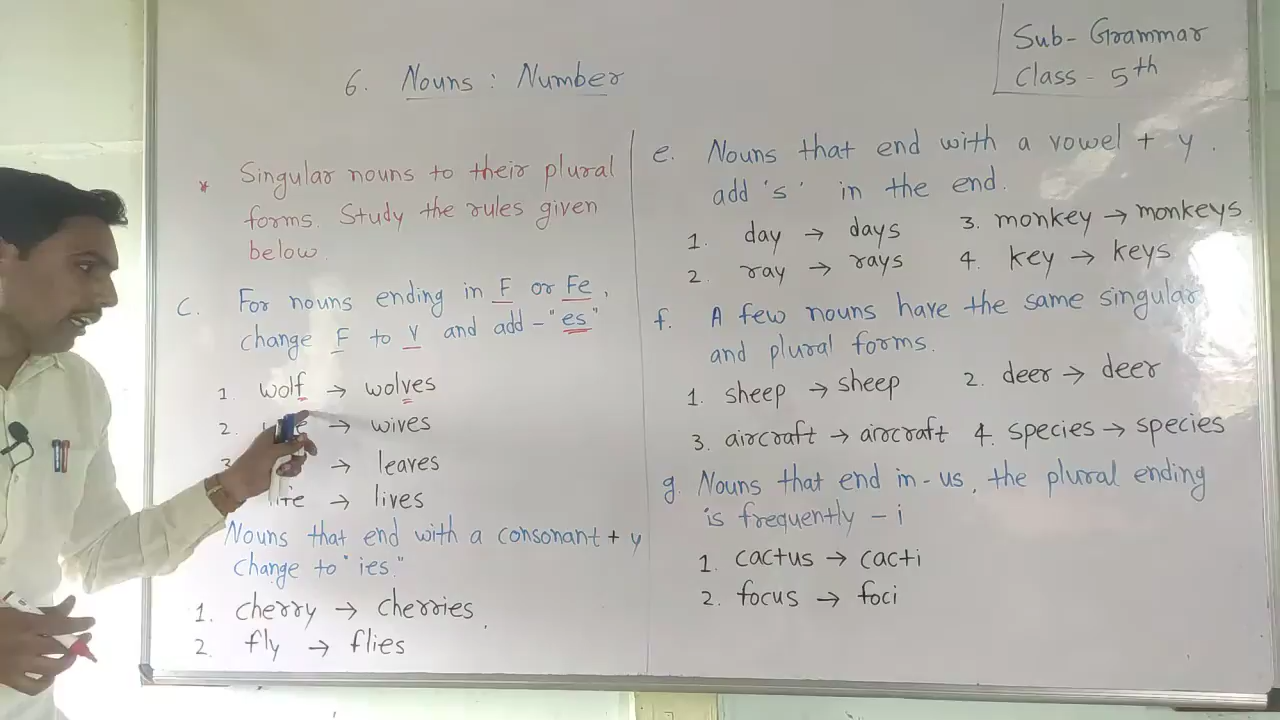 Sub- Grammar
Class - 5th
6. Nouns : Number
* Singular nouns to their plural
forms. Study the rules given
below.
C. For nouns ending in F or Fe,
change F to V and add -"es"
1. wolf → wolves
2. → wives
→ leaves
→ lives
Nouns that end with a consonant + y
change to "ies."
1. cherry → cherries.
2. fly → flies
e. Nouns that end with a vowel + y.
add 's' in the end.
1. day → days 3. monkey → monkeys
2. ray → rays 4. key → keys
f. A few nouns have the same singular
and plural forms.
1. sheep → sheep 2. deer → deer
3. aircraft → aircraft 4. species → species
g. Nouns that end in -us, the plural ending
is frequently - i
1. cactus → cacti
2. focus → foci